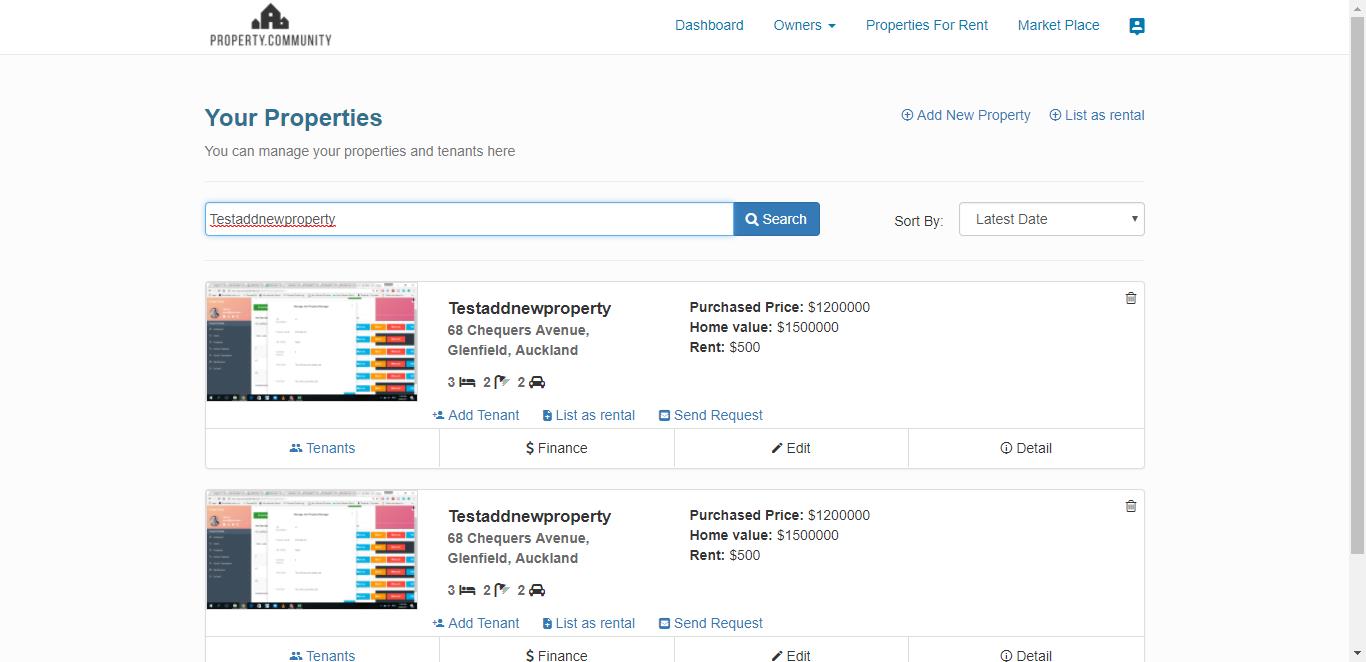 PROPERTY.COMMUNITY
Dashboard Owners Properties For Rent Market Place
Your Properties
Add New Property List as rental
You can manage your properties and tenants here
Testaddnewproperty Search Sort By: Latest Date
Testaddnewproperty
68 Chequers Avenue,
Glenfield, Auckland
3 2 2
Purchased Price: $1200000
Home value: $1500000
Rent: $500
Add Tenant List as rental Send Request
Tenants $ Finance Edit Detail
Testaddnewproperty
68 Chequers Avenue,
Glenfield, Auckland
3 2 2
Purchased Price: $1200000
Home value: $1500000
Rent: $500
Add Tenant List as rental Send Request
Tenants $ Finance Edit Detail